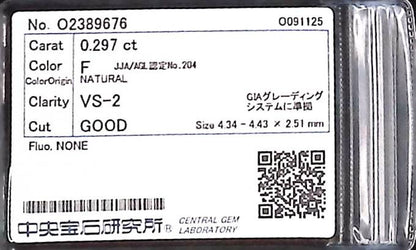 No. O2389676 O091125
Carat 0.297 ct
Color F JJA/AGL認定No.204
ColorOrigin NATURAL
Clarity VS-2 GIAグレーディング
システムに準拠
Cut GOOD Size 4.34 - 4.43 × 2.51 mm
Fluo. NONE
中央宝石研究所® CENTRAL GEM
LABORATORY